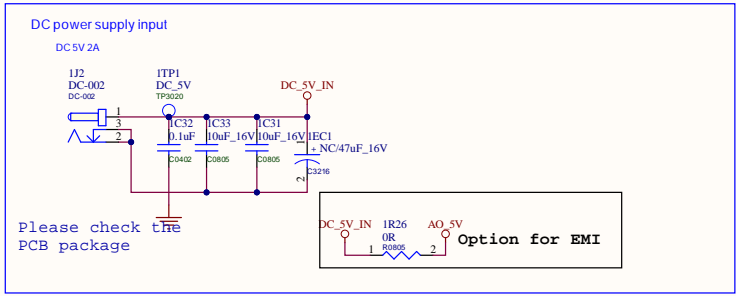 DC power supply input
DC 5V 2A
1J2
DC-002
DC-002
1
3
2
1TP1
DC_5V
TP3020
DC_5V_IN
1C32
0.1uF
C0402
1C33
10uF_16V
C0805
1C31
10uF_16V
C0805
1EC1
1
+ NC/47uF_16V
C3216
2
Please check the
PCB package
DC_5V_IN
1R26
0R
R0805
1
2
AO_5V
Option for EMI